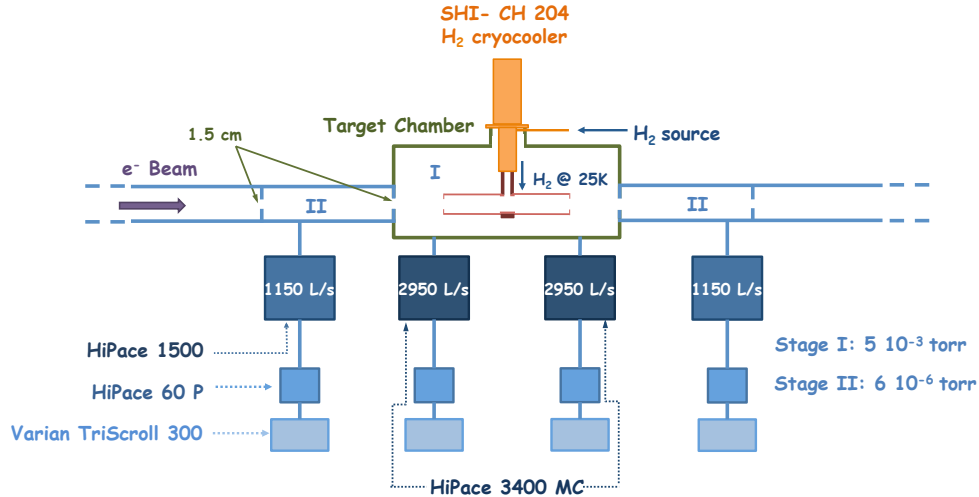 SHI- CH 204
H₂ cryocooler
Target Chamber
1.5 cm
H₂ source
e⁻ Beam
I
H₂ @ 25K
II
II
1150 L/s
2950 L/s
2950 L/s
1150 L/s
HiPace 1500
Stage I: 5 10⁻³ torr
HiPace 60 P
Stage II: 6 10⁻⁶ torr
Varian TriScroll 300
HiPace 3400 MC